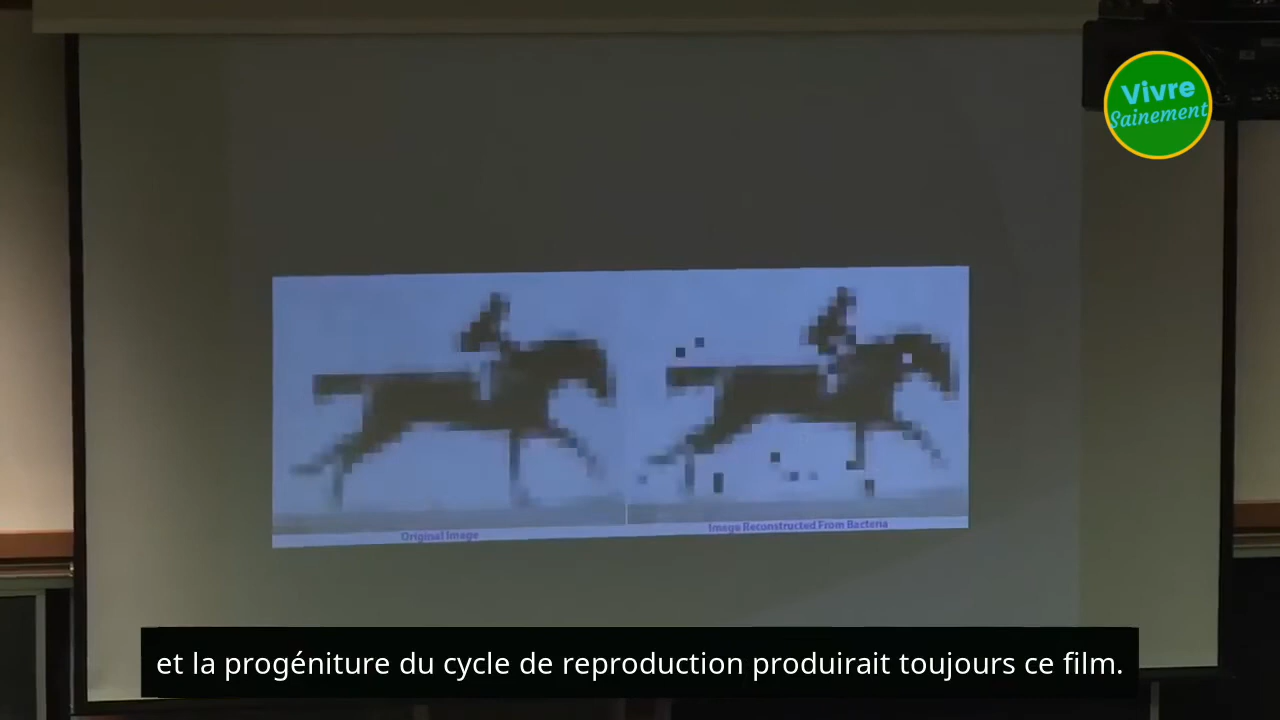 Vivre
Sainement
Original Image
Image Reconstructed From Bacteria
et la progéniture du cycle de reproduction produirait toujours ce film.